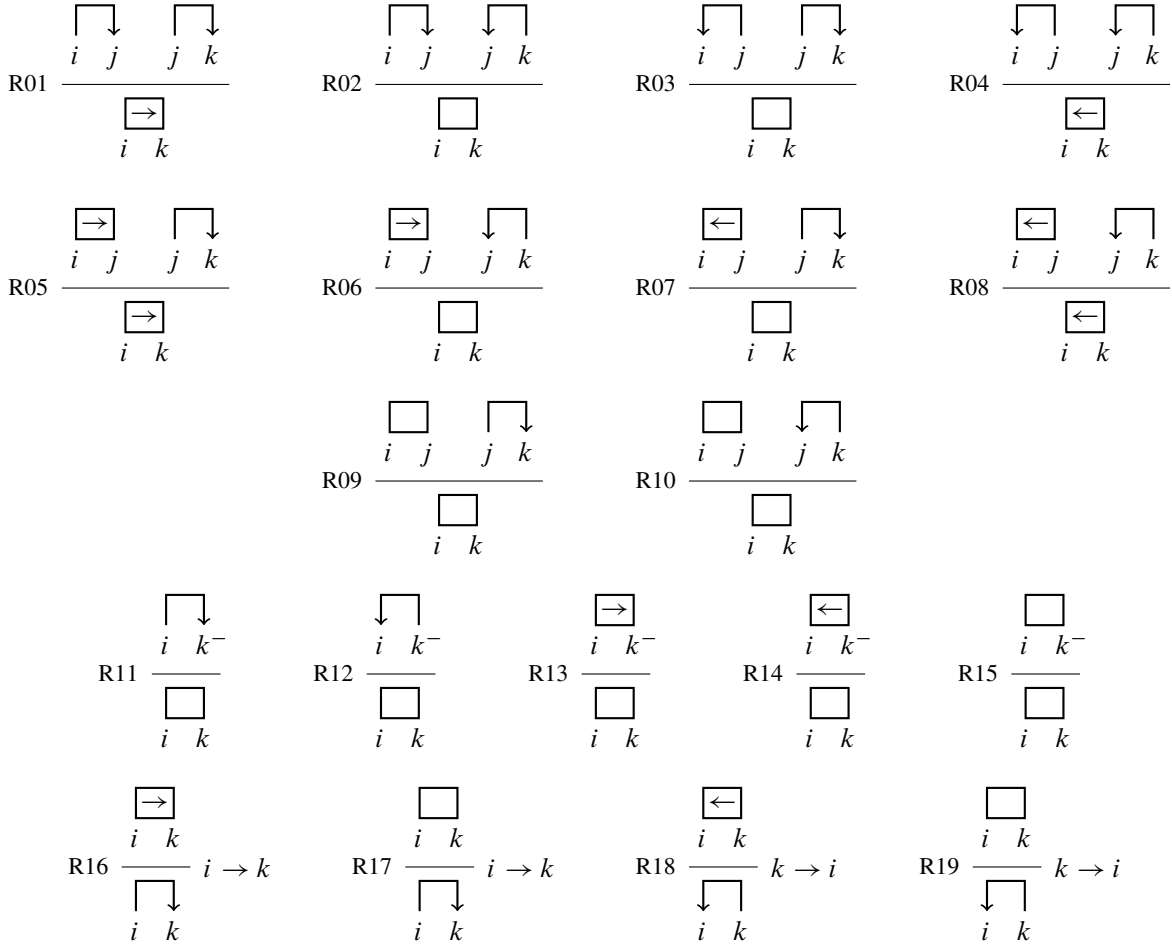 i j j k i j j k i j j k i j j k
R01 R02 R03 R04
→ ←
i k i k i k i k
→ → ← ←
i j j k i j j k i j j k i j j k
R05 R06 R07 R08
→ ←
i k i k i k i k
i j j k i j j k
R09 R10
i k i k
→ ←
i k⁻ i k⁻ i k⁻ i k⁻ i k⁻
R11 R12 R13 R14 R15
i k i k i k i k i k
→ ←
i k i k i k i k
R16 i → k R17 i → k R18 k → i R19 k → i
i k i k i k i k